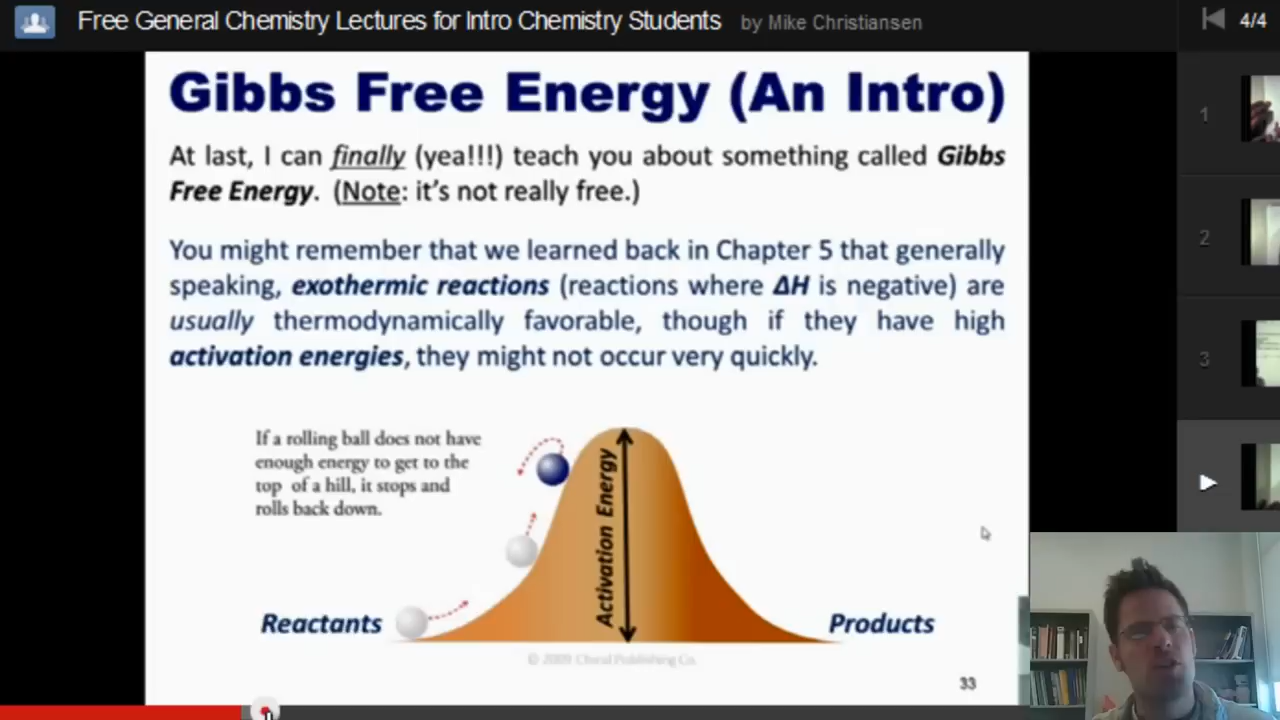 Free General Chemistry Lectures for Intro Chemistry Students by Mike Christiansen
4/4
Gibbs Free Energy (An Intro)
At last, I can finally (yea!!!) teach you about something called Gibbs
Free Energy. (Note: it's not really free.)
You might remember that we learned back in Chapter 5 that generally
speaking, exothermic reactions (reactions where ΔH is negative) are
usually thermodynamically favorable, though if they have high
activation energies, they might not occur very quickly.
If a rolling ball does not have
enough energy to get to the
top of a hill, it stops and
rolls back down.
Activation Energy
Reactants
Products
© 2009 Chiral Publishing Co.
33
1
2
3